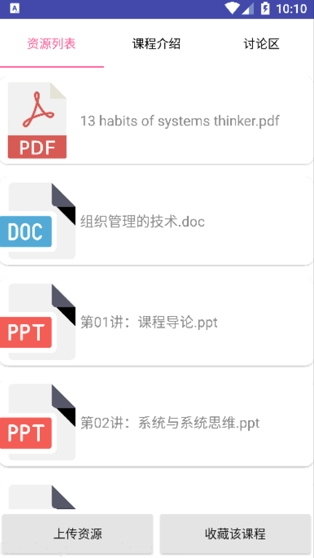 A
10:10
资源列表
课程介绍
讨论区
PDF
13 habits of systems thinker.pdf
DOC
组织管理的技术.doc
PPT
第01讲：课程导论.ppt
PPT
第02讲：系统与系统思维.ppt
上传资源
收藏该课程